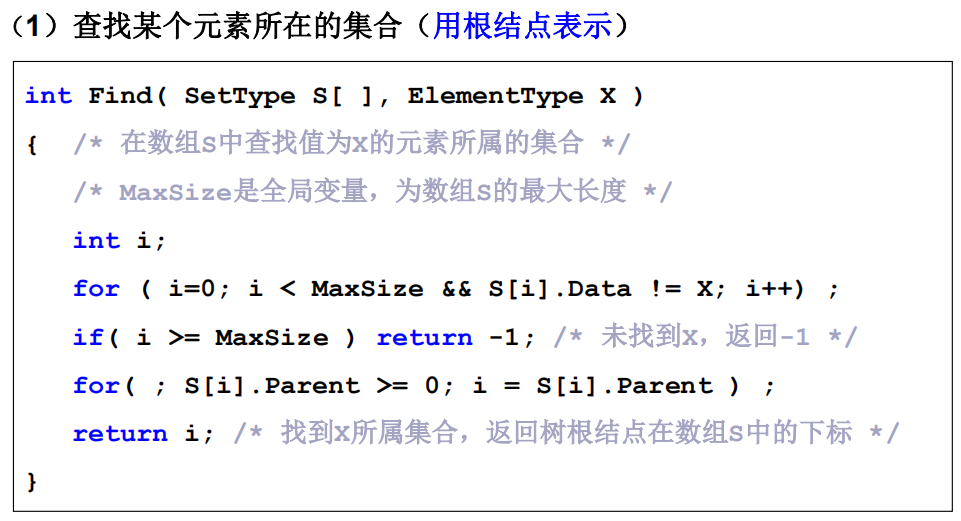 （1）查找某个元素所在的集合（用根结点表示）
int Find( SetType S[ ], ElementType X )
{ /* 在数组S中查找值为X的元素所属的集合 */
/* MaxSize是全局变量，为数组S的最大长度 */
int i;
for ( i=0; i < MaxSize && S[i].Data != X; i++) ;
if( i >= MaxSize ) return -1; /* 未找到X，返回-1 */
for( ; S[i].Parent >= 0; i = S[i].Parent ) ;
return i; /* 找到X所属集合，返回树根结点在数组S中的下标 */
}